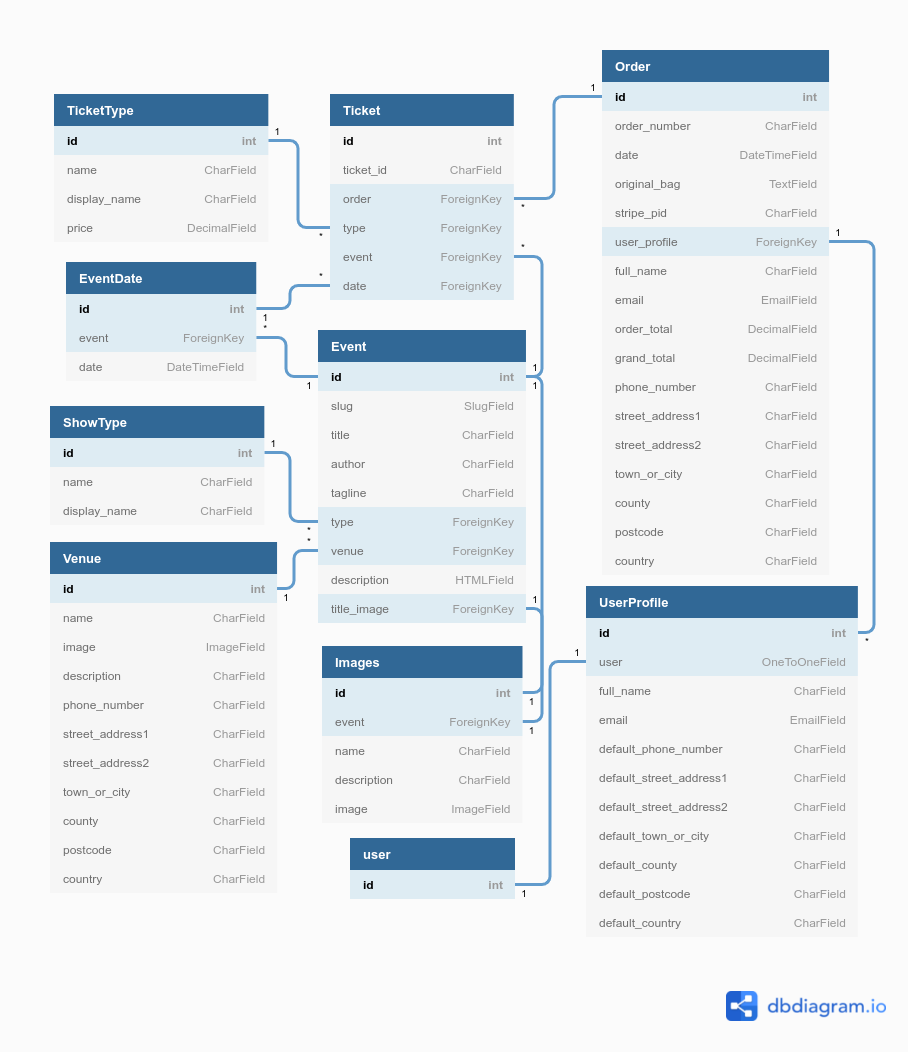 TicketType
id int
name CharField
display_name CharField
price DecimalField
1
*
EventDate
id int
event ForeignKey
date DateTimeField
1
*
*
1
ShowType
id int
name CharField
display_name CharField
1
*
*
1
Venue
id int
name CharField
image ImageField
description CharField
phone_number CharField
street_address1 CharField
street_address2 CharField
town_or_city CharField
county CharField
postcode CharField
country CharField
Ticket
id int
ticket_id CharField
order ForeignKey
type ForeignKey
event ForeignKey
date ForeignKey
*
*
Event
id int
slug SlugField
title CharField
author CharField
tagline CharField
type ForeignKey
venue ForeignKey
description HTMLField
title_image ForeignKey
1
1
1
Images
id int
event ForeignKey
name CharField
description CharField
image ImageField
1
1
user
id int
1
Order
id int
order_number CharField
date DateTimeField
original_bag TextField
stripe_pid CharField
user_profile ForeignKey
full_name CharField
email EmailField
order_total DecimalField
grand_total DecimalField
phone_number CharField
street_address1 CharField
street_address2 CharField
town_or_city CharField
county CharField
postcode CharField
country CharField
1
1
UserProfile
id int
user OneToOneField
full_name CharField
email EmailField
default_phone_number CharField
default_street_address1 CharField
default_street_address2 CharField
default_town_or_city CharField
default_county CharField
default_postcode CharField
default_country CharField
*
1
dbdiagram.io